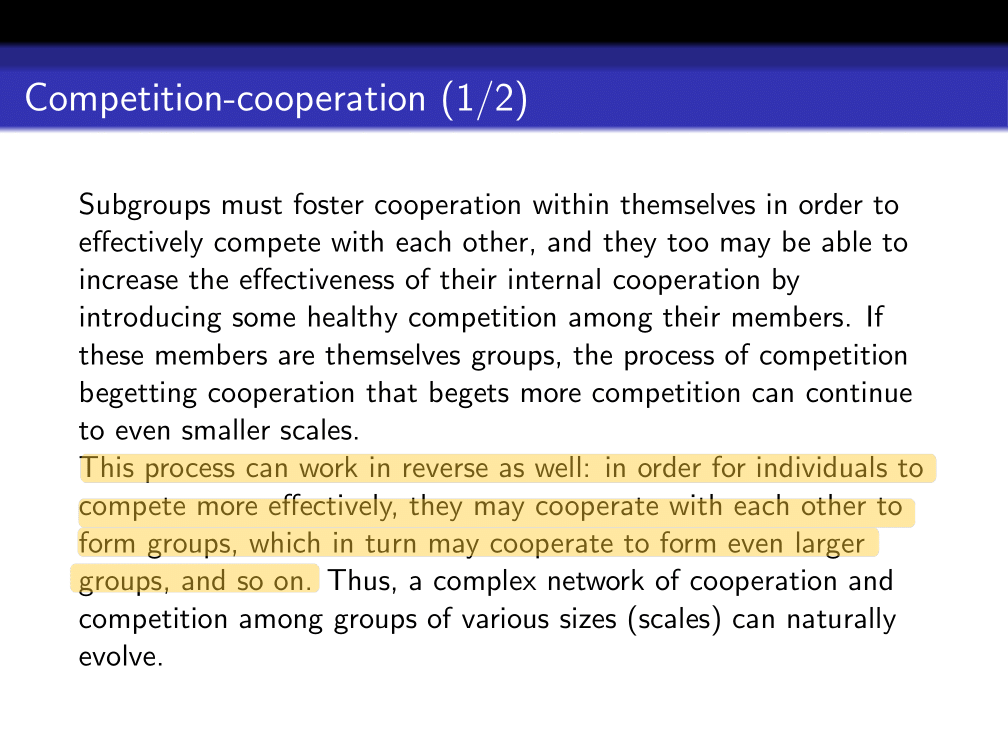 Competition-cooperation (1/2)
Subgroups must foster cooperation within themselves in order to
effectively compete with each other, and they too may be able to
increase the effectiveness of their internal cooperation by
introducing some healthy competition among their members. If
these members are themselves groups, the process of competition
begetting cooperation that begets more competition can continue
to even smaller scales.
This process can work in reverse as well: in order for individuals to
compete more effectively, they may cooperate with each other to
form groups, which in turn may cooperate to form even larger
groups, and so on. Thus, a complex network of cooperation and
competition among groups of various sizes (scales) can naturally
evolve.